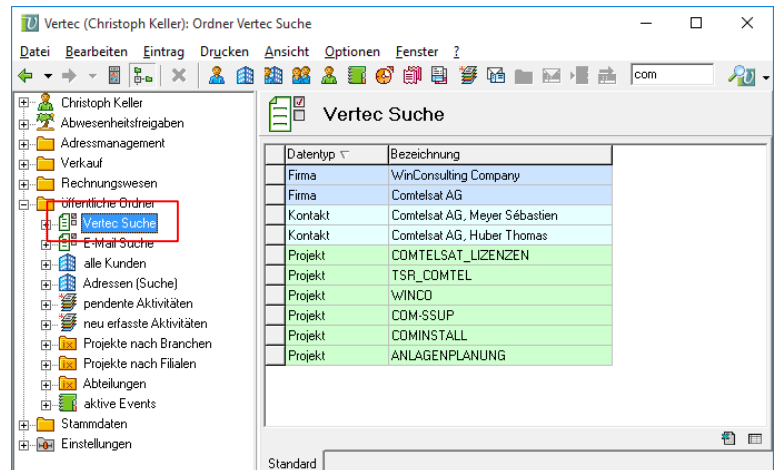 Vertec (Christoph Keller): Ordner Vertec Suche
Datei Bearbeiten Eintrag Drucken Ansicht Optionen Fenster ?
com
Christoph Keller
Abwesenheitsfreigaben
Adressmanagement
Verkauf
Rechnungswesen
öffentliche Ordner
Vertec Suche
E-Mail Suche
alle Kunden
Adressen (Suche)
pendente Aktivitäten
neu erfasste Aktivitäten
Projekte nach Branchen
Projekte nach Filialen
Abteilungen
aktive Events
Stammdaten
Einstellungen
Vertec Suche
Datentyp Bezeichnung
Firma WinConsulting Company
Firma Comtelsat AG
Kontakt Comtelsat AG, Meyer Sébastien
Kontakt Comtelsat AG, Huber Thomas
Projekt COMTELSAT_LIZENZEN
Projekt TSR_COMTEL
Projekt WINCO
Projekt COM-SSUP
Projekt COMINSTALL
Projekt ANLAGENPLANUNG
Standard